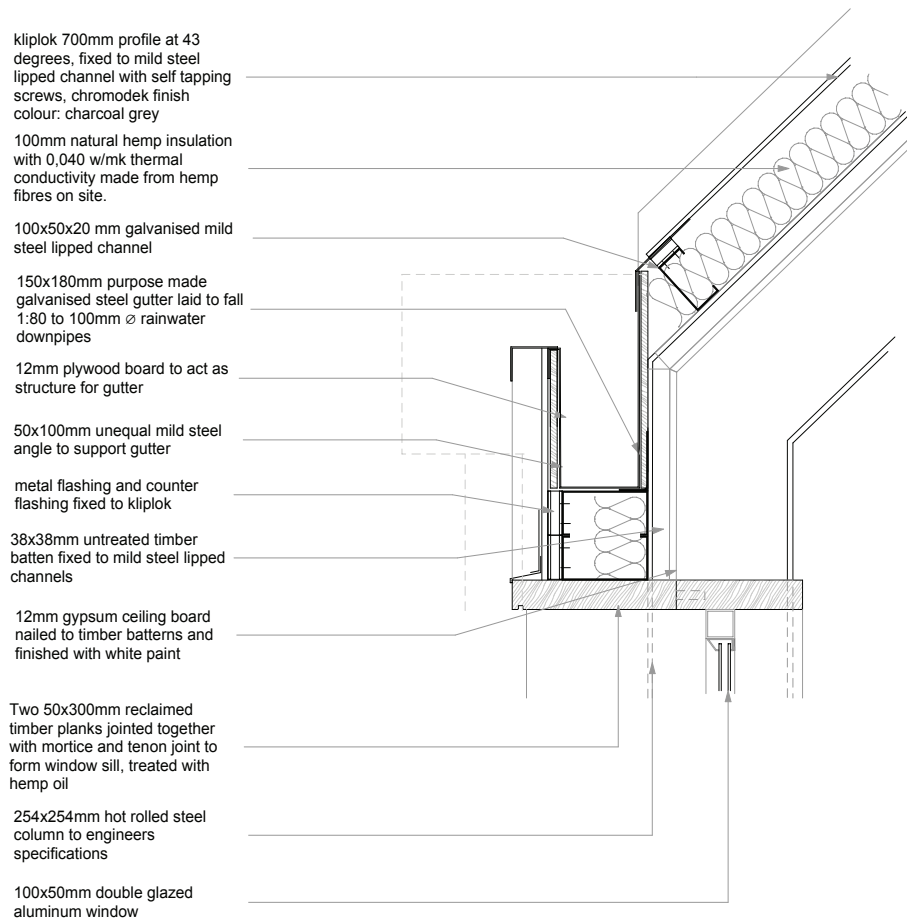 kliplok 700mm profile at 43
degrees, fixed to mild steel
lipped channel with self tapping
screws, chromodek finish
colour: charcoal grey
100mm natural hemp insulation
with 0,040 w/mk thermal
conductivity made from hemp
fibres on site.
100x50x20 mm galvanised mild
steel lipped channel
150x180mm purpose made
galvanised steel gutter laid to fall
1:80 to 100mm ⌀ rainwater
downpipes
12mm plywood board to act as
structure for gutter
50x100mm unequal mild steel
angle to support gutter
metal flashing and counter
flashing fixed to kliplok
38x38mm untreated timber
batten fixed to mild steel lipped
channels
12mm gypsum ceiling board
nailed to timber batterns and
finished with white paint
Two 50x300mm reclaimed
timber planks jointed together
with mortice and tenon joint to
form window sill, treated with
hemp oil
254x254mm hot rolled steel
column to engineers
specifications
100x50mm double glazed
aluminum window